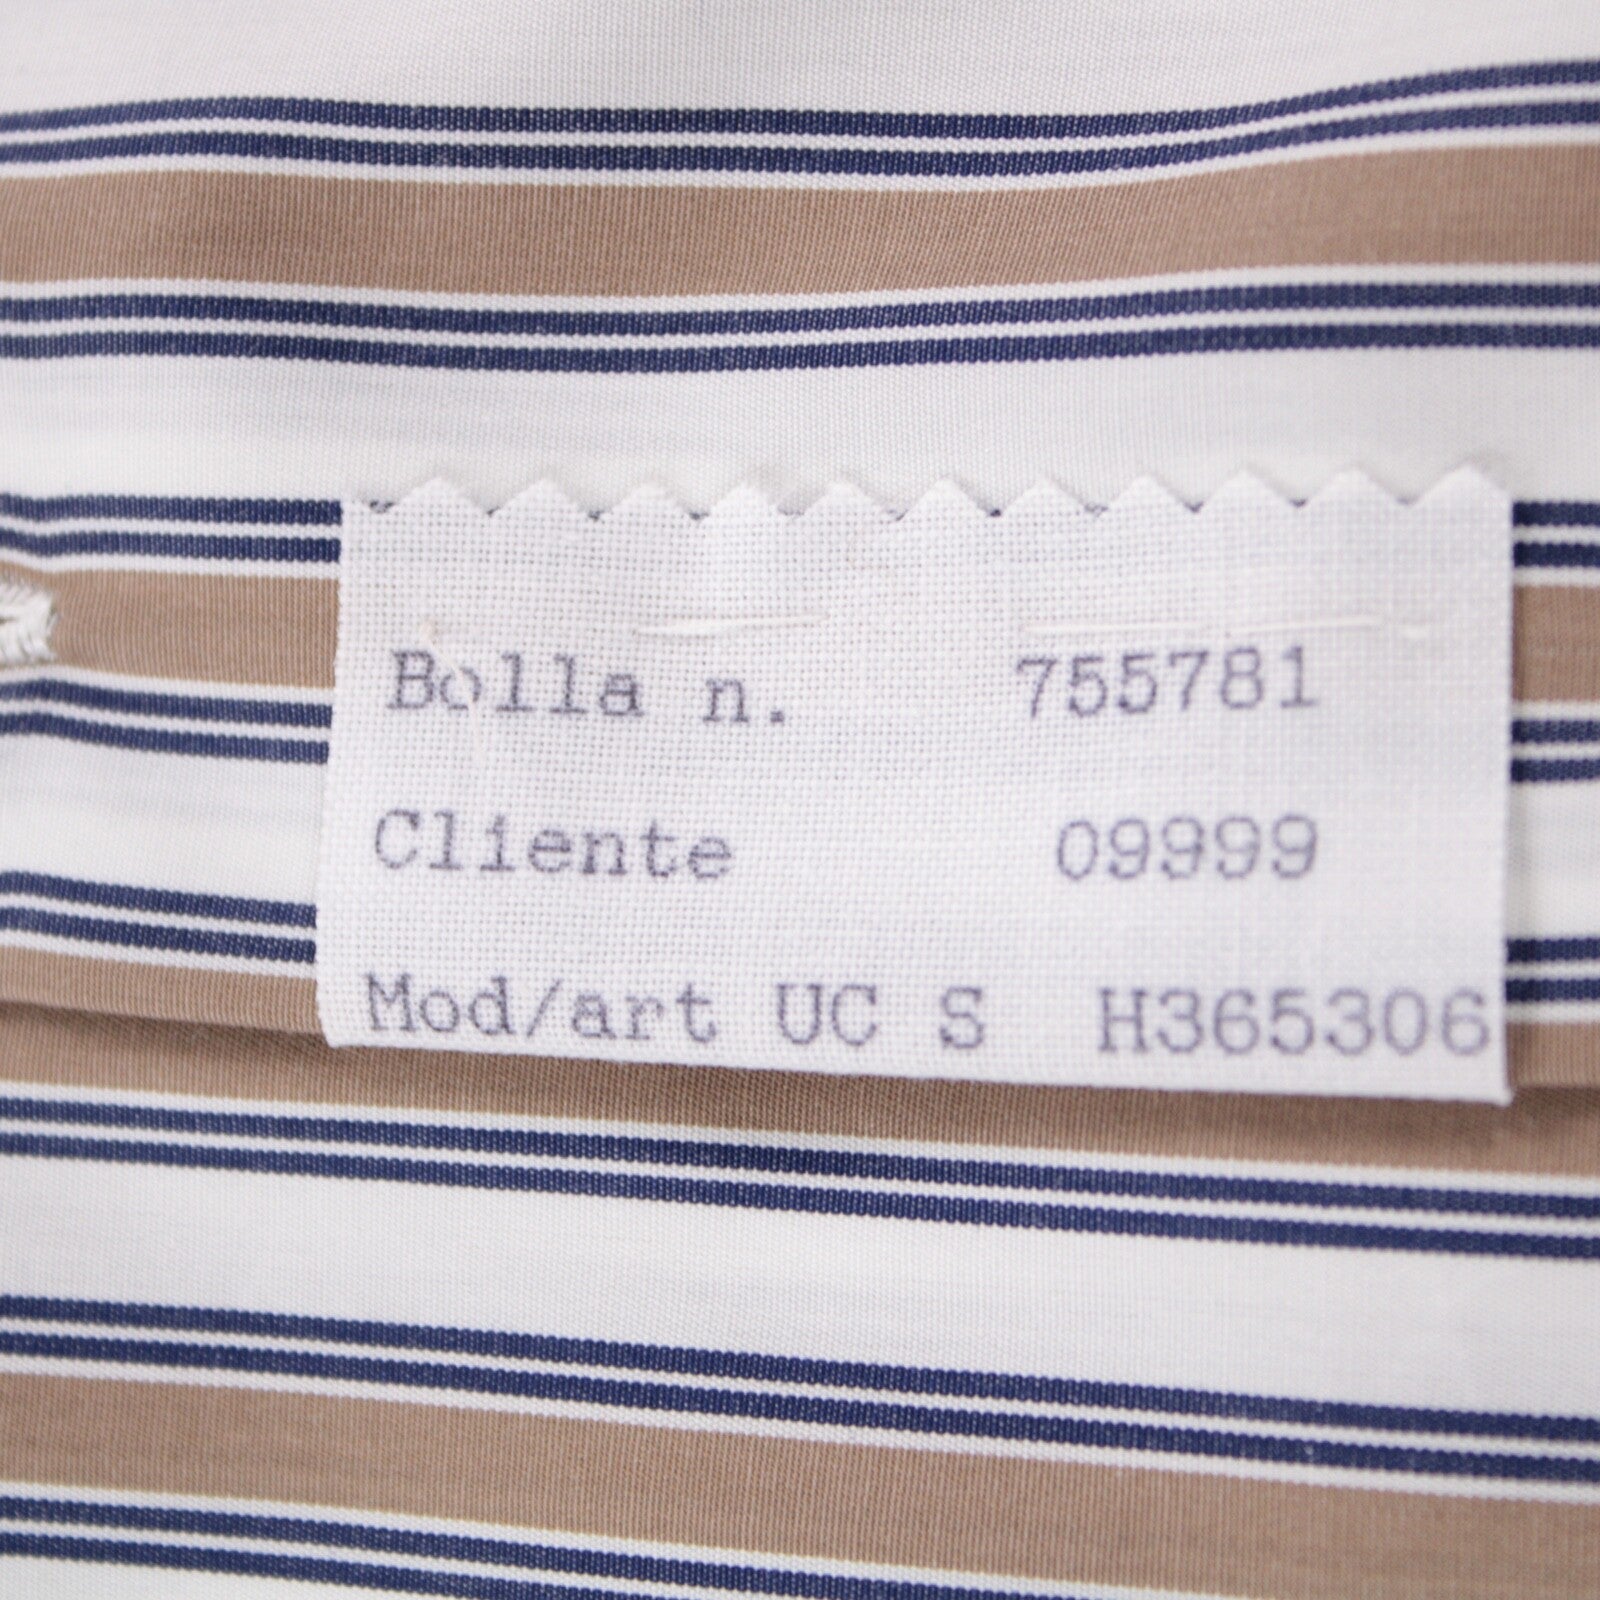 Bolla n. 755781
Cliente 09999
Mod/art UC S H365306